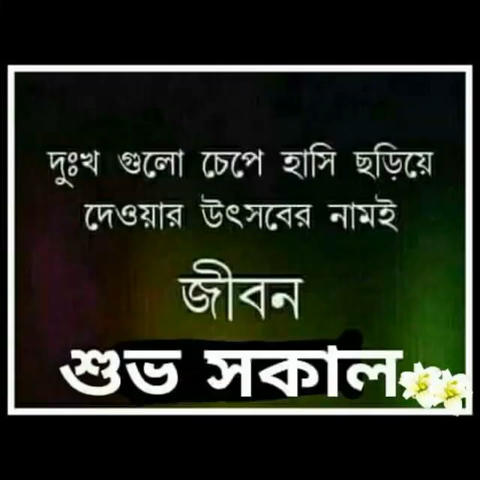 দুঃখ গুলো চেপে হাসি ছড়িয়ে
দেওয়ার উৎসবের নামই
জীবন
শুভ সকাল